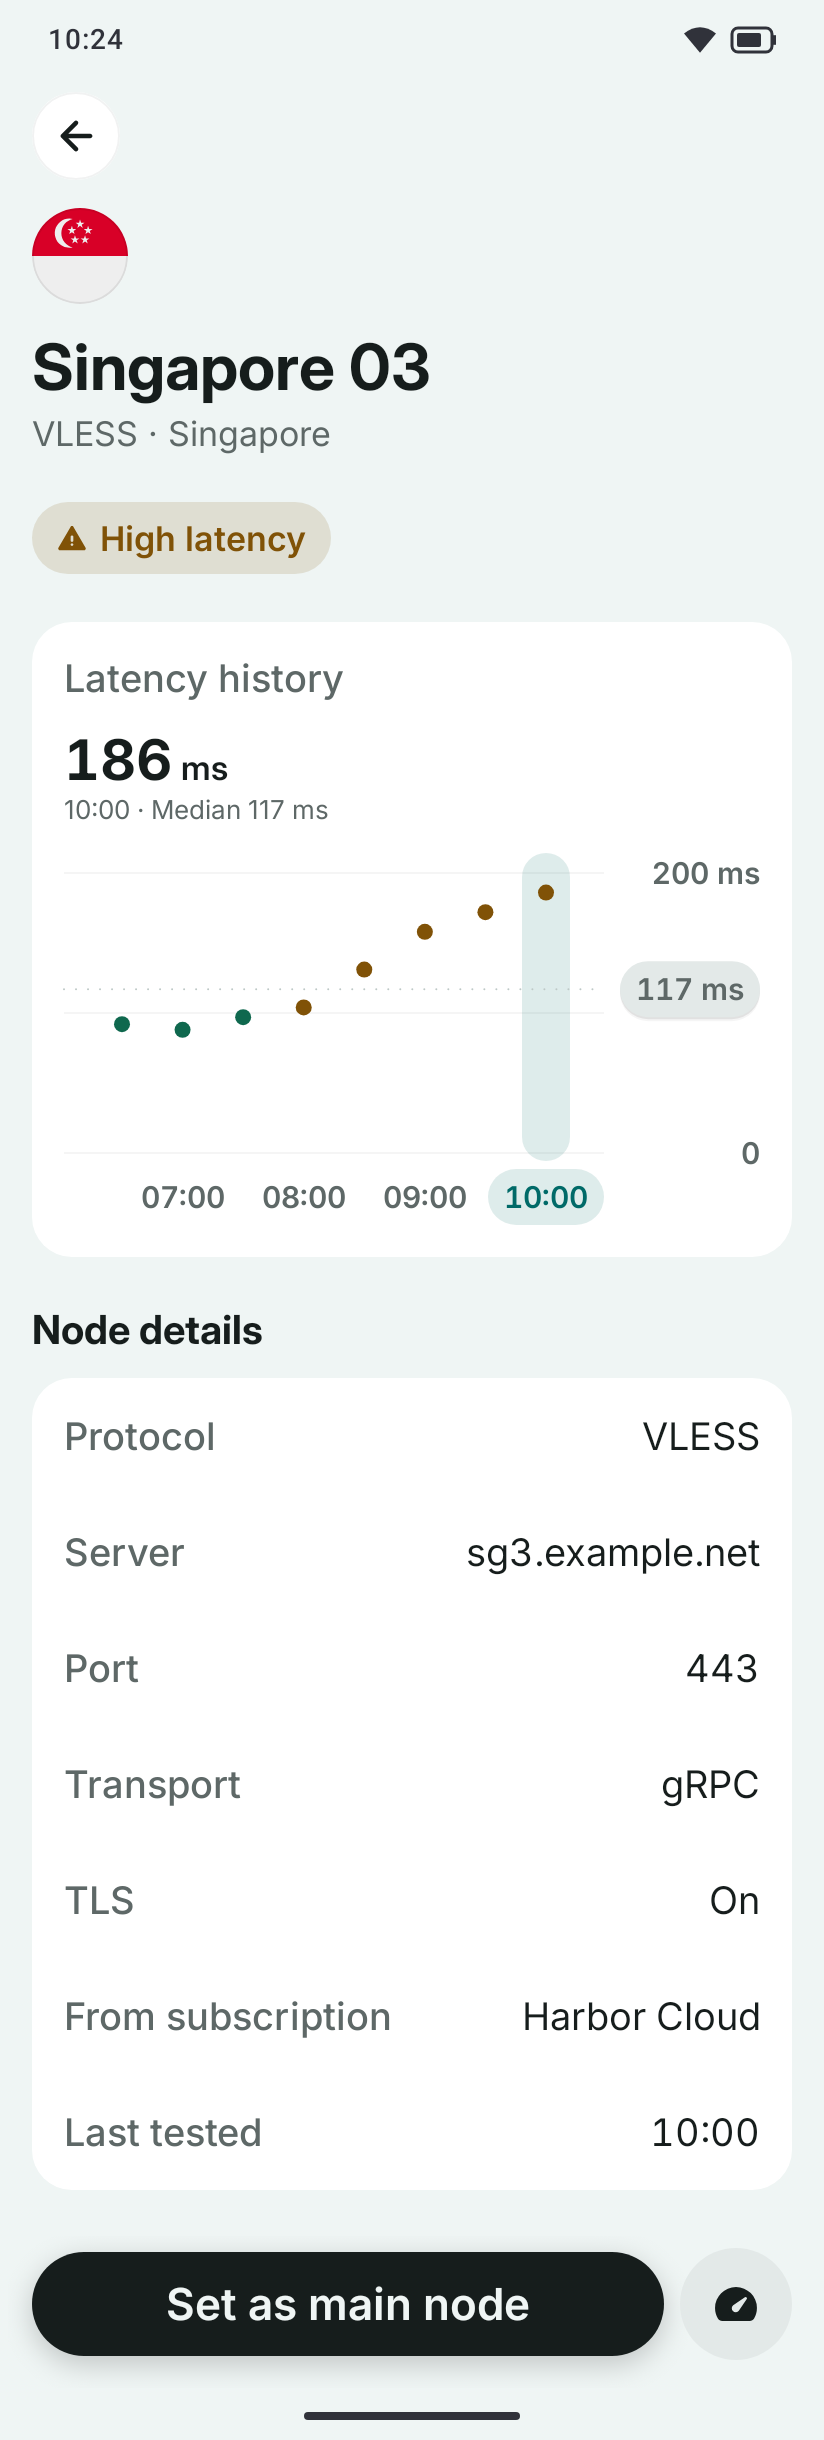 10:24
Singapore 03
VLESS · Singapore
High latency
Latency history
186 ms
10:00 · Median 117 ms
200 ms
117 ms
0
07:00 08:00 09:00 10:00
Node details
Protocol VLESS
Server sg3.example.net
Port 443
Transport gRPC
TLS On
From subscription Harbor Cloud
Last tested 10:00
Set as main node